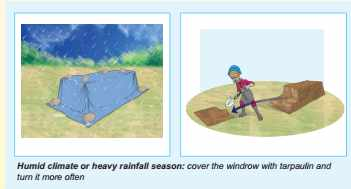 Humid climate or heavy rainfall season: cover the windrow with tarpaulin and
turn it more often